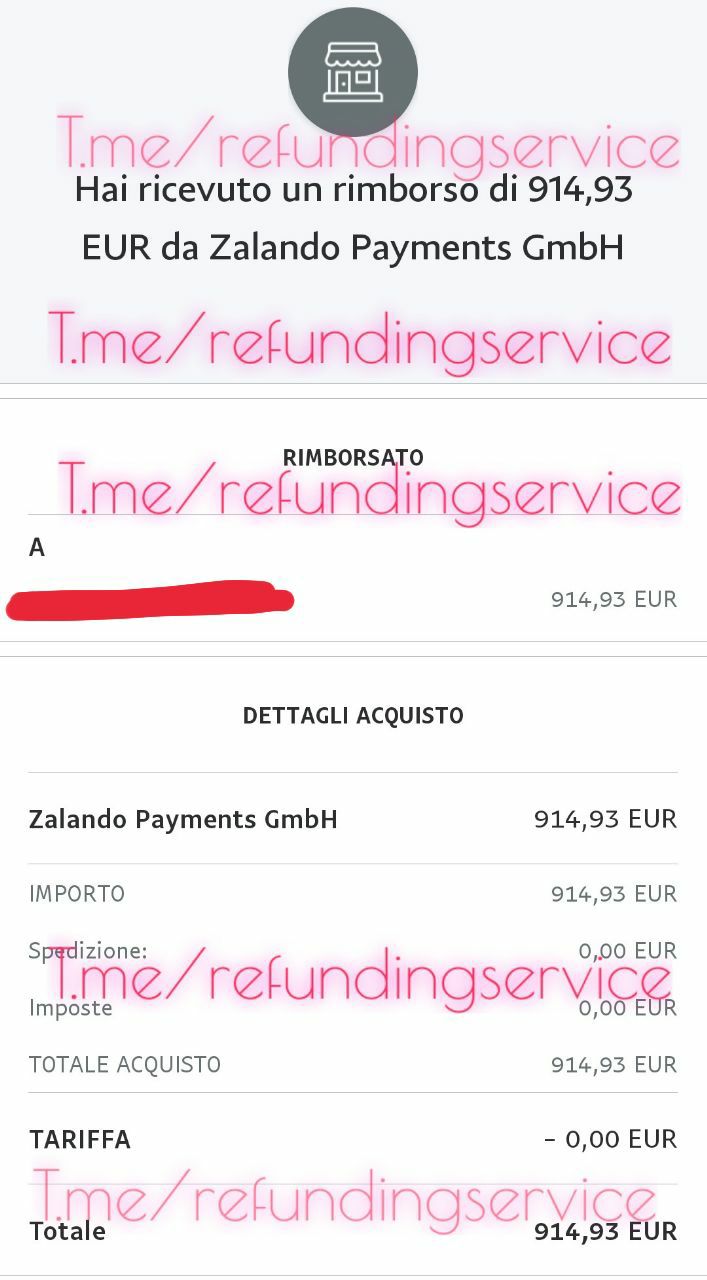 T.me/refundingservice
Hai ricevuto un rimborso di 914,93
EUR da Zalando Payments GmbH
T.me/refundingservice
RIMBORSATO
T.me/refundingservice
A
914,93 EUR
DETTAGLI ACQUISTO
Zalando Payments GmbH 914,93 EUR
IMPORTO 914,93 EUR
Spedizione: 0,00 EUR
T.me/refundingservice
Imposte 0,00 EUR
TOTALE ACQUISTO 914,93 EUR
TARIFFA - 0,00 EUR
T.me/refundingservice
Totale 914,93 EUR